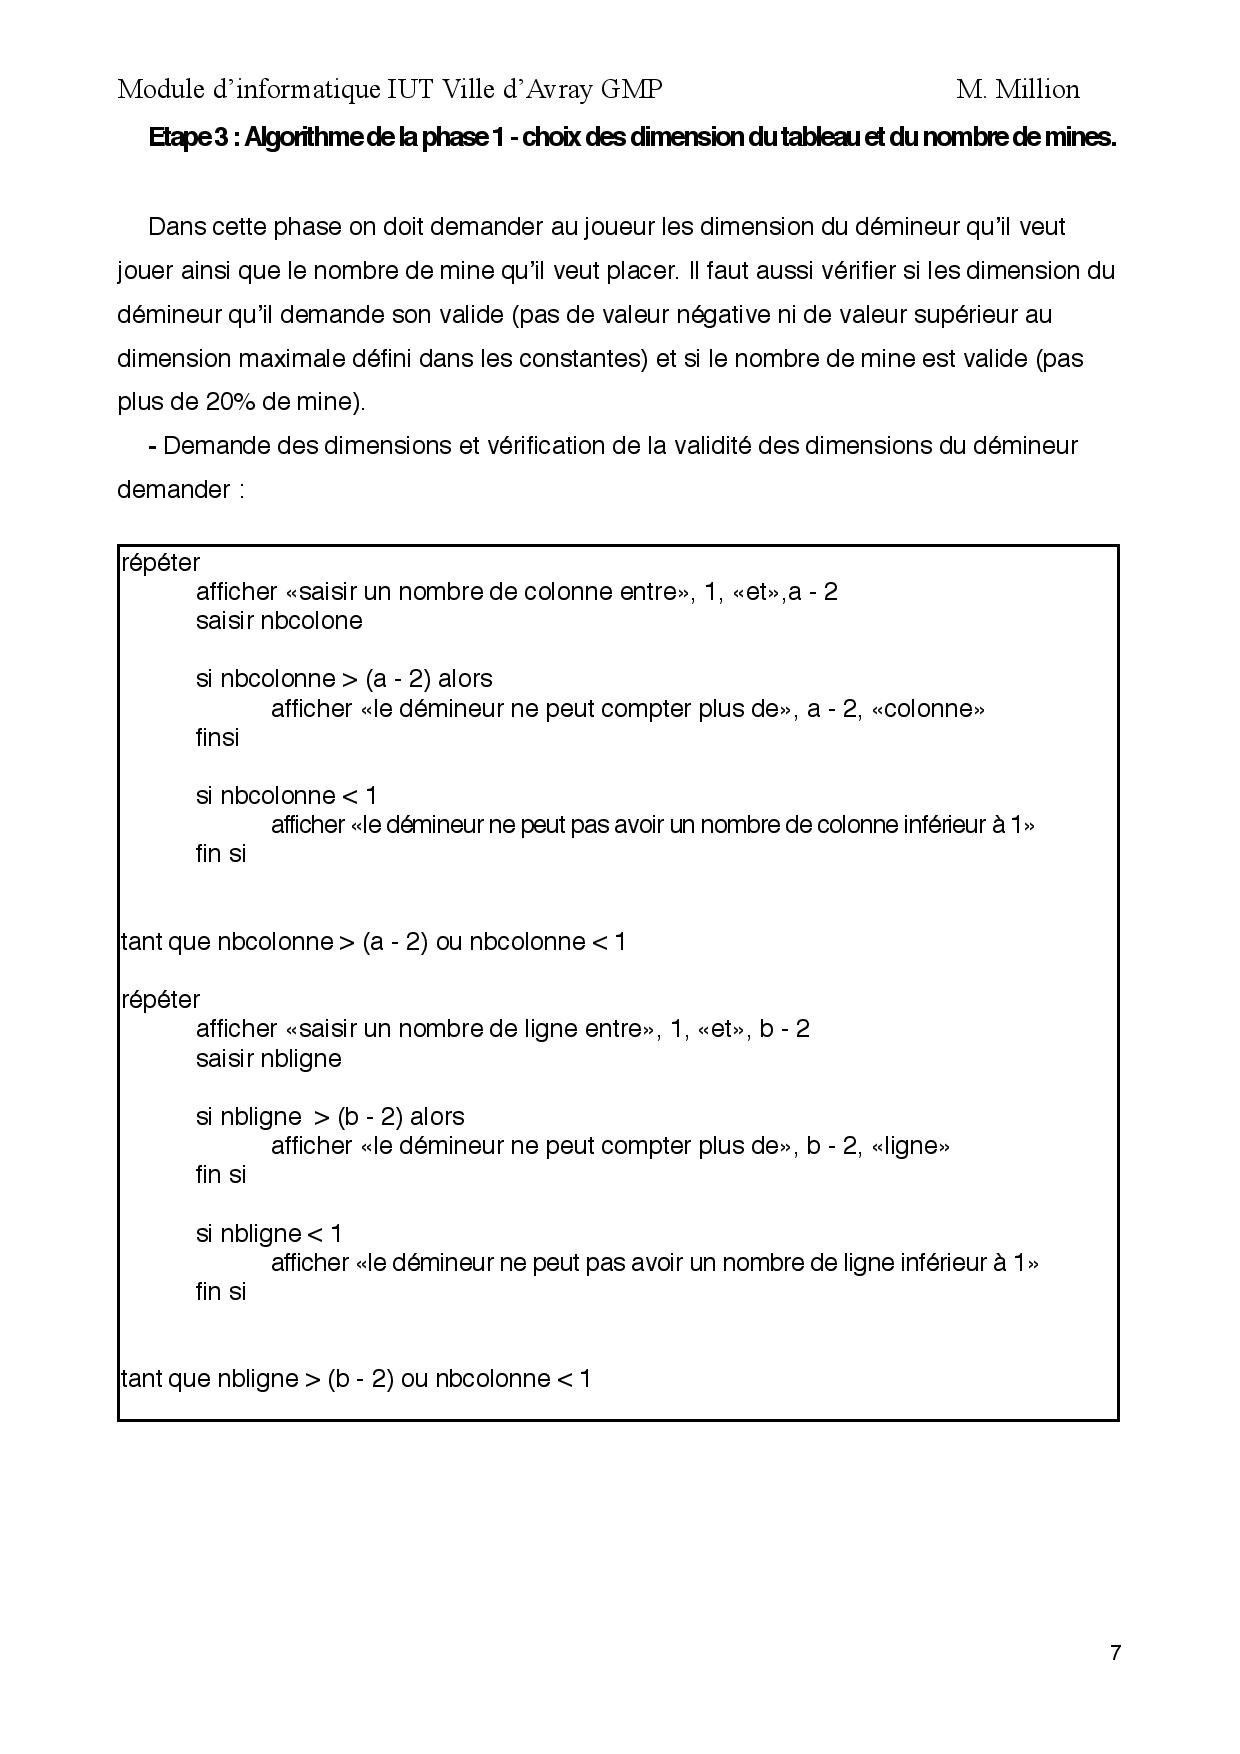 Module d’informatique IUT Ville d’Avray GMP M. Million
Etape 3 : Algorithme de la phase 1 - choix des dimension du tableau et du nombre de mines.
Dans cette phase on doit demander au joueur les dimension du démineur qu’il veut
jouer ainsi que le nombre de mine qu’il veut placer. Il faut aussi vérifier si les dimension du
démineur qu’il demande son valide (pas de valeur négative ni de valeur supérieur au
dimension maximale défini dans les constantes) et si le nombre de mine est valide (pas
plus de 20% de mine).
- Demande des dimensions et vérification de la validité des dimensions du démineur
demander :
répéter
afficher «saisir un nombre de colonne entre», 1, «et»,a - 2
saisir nbcolone
si nbcolonne > (a - 2) alors
afficher «le démineur ne peut compter plus de», a - 2, «colonne»
finsi
si nbcolonne < 1
afficher «le démineur ne peut pas avoir un nombre de colonne inférieur à 1»
fin si
tant que nbcolonne > (a - 2) ou nbcolonne < 1
répéter
afficher «saisir un nombre de ligne entre», 1, «et», b - 2
saisir nbligne
si nbligne > (b - 2) alors
afficher «le démineur ne peut compter plus de», b - 2, «ligne»
fin si
si nbligne < 1
afficher «le démineur ne peut pas avoir un nombre de ligne inférieur à 1»
fin si
tant que nbligne > (b - 2) ou nbcolonne < 1
7